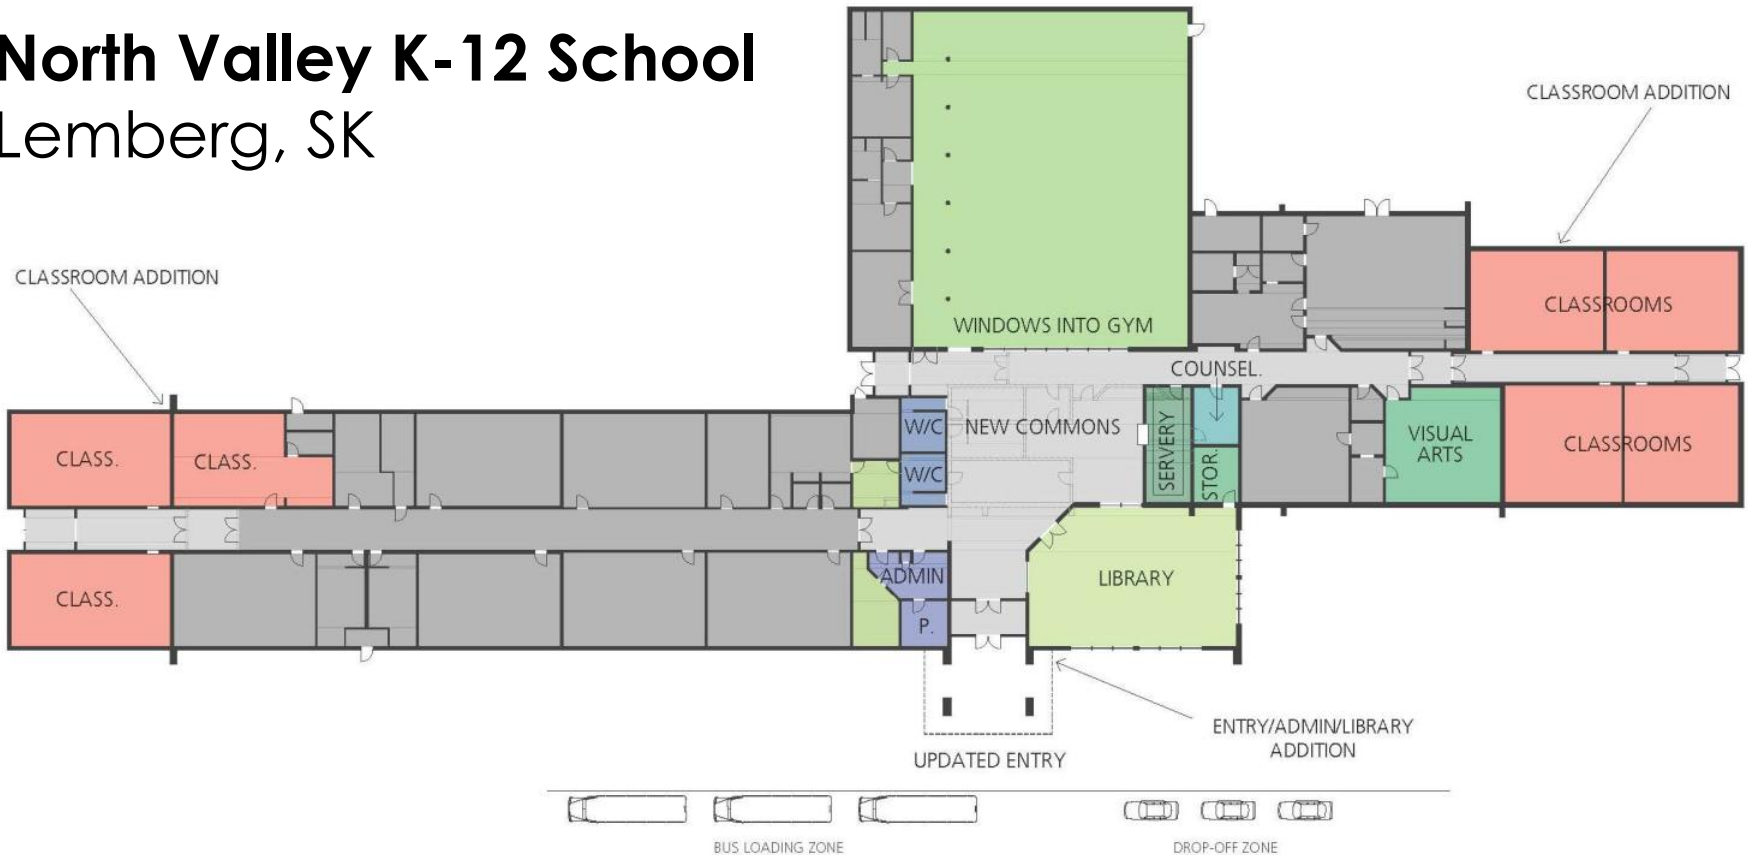 North Valley K-12 School
Lemberg, SK
CLASSROOM ADDITION
CLASSROOM ADDITION
WINDOWS INTO GYM
CLASSROOMS
COUNSEL.
CLASS.
CLASS.
W/C
W/C
NEW COMMONS
SERVERY
STOR.
VISUAL
ARTS
CLASSROOMS
CLASS.
ADMIN
P.
LIBRARY
ENTRY/ADMIN/LIBRARY
ADDITION
UPDATED ENTRY
BUS LOADING ZONE
DROP-OFF ZONE